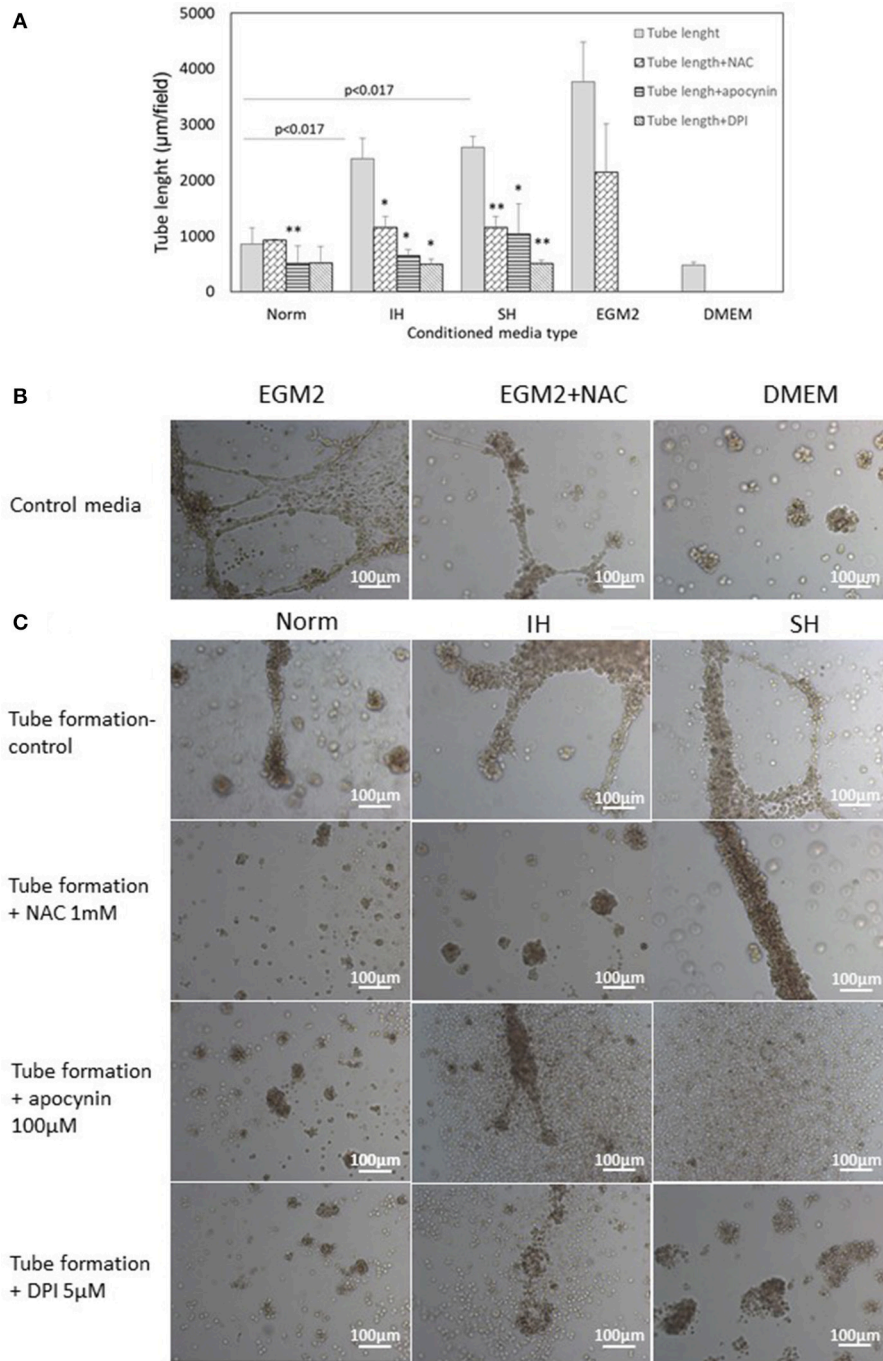 A
Tube lenght (µm/field)
5000
4000
3000
2000
1000
0
p<0.017
p<0.017
Tube lenght
Tube length+NAC
Tube lengh+apocynin
Tube length+DPI
**
*
*
*
**
*
**
Norm IH SH EGM2 DMEM
Conditioned media type
B
EGM2 EGM2+NAC DMEM
Control media
100µm 100µm 100µm
C
Norm IH SH
Tube formation-
control
100µm 100µm 100µm
Tube formation
+ NAC 1mM
100µm 100µm 100µm
Tube formation
+ apocynin
100µM
100µm 100µm 100µm
Tube formation
+ DPI 5µM
100µm 100µm 100µm